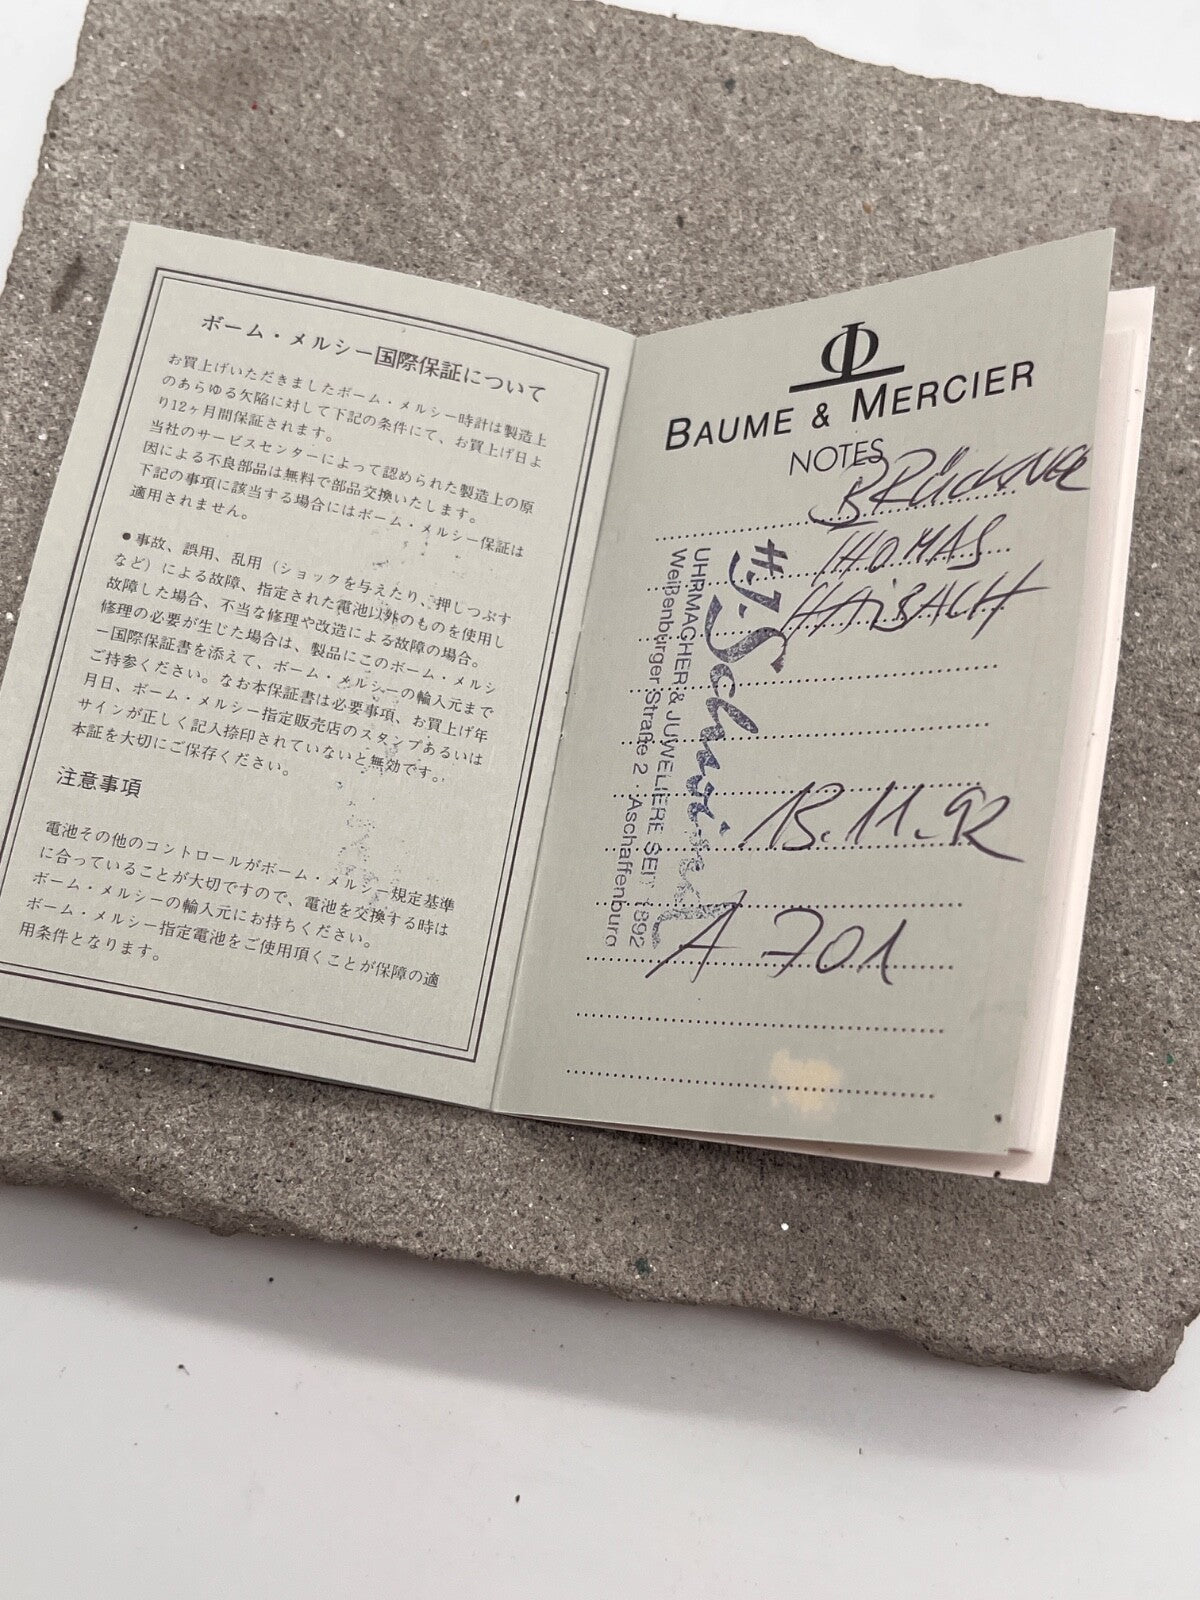 ボーム・メルシー国際保証について
お買上げいただきましたボーム・メルシー時計は製造上
のあらゆる欠陥に対して下記の条件にて、お買上げ日よ
り12ヶ月間保証されます。
当社のサービスセンターによって認められた製造上の原
因による不良部品は無料で部品交換いたします。
下記の事項に該当する場合にはボーム・メルシー保証は
適用されません。
●事故、誤用、乱用（ショックを与えたり、押しつぶす
など）による故障、指定された電池以外のものを使用し
故障した場合、不当な修理や改造による故障の場合。
修理の必要が生じた場合は、製品にこのボーム・メルシ
ー国際保証書を添えて、ボーム・メルシーの輸入元まで
ご持参ください。なお本保証書は必要事項、お買上げ年
月日、ボーム・メルシー指定販売店のスタンプあるいは
サインが正しく記入捺印されていないと無効です。
本証を大切にご保存ください。
注意事項
電池その他のコントロールがボーム・メルシー規定基準
に合っていることが大切ですので、電池を交換する時は
ボーム・メルシーの輸入元にお持ちください。
ボーム・メルシー指定電池をご使用頂くことが保障の適
用条件となります。
BAUME & MERCIER
NOTES
BRÜCKNER
THOMAS
HAIBACH
13.11.92
A 701
H.J.
UHRMACHER & JUWELIERE SEIT 1892
Weißenburger Straße 2 · Aschaffenburg